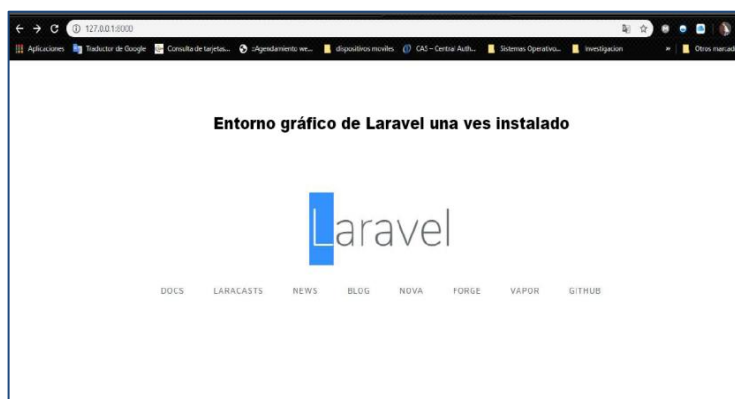 127.0.0.1:8000
Aplicaciones Traductor de Google Consulta de tarjetas... :Agendamiento we... dispositivos moviles CAS – Central Auth... Sistemas Operativo... Investigacion » Otros marcad
Entorno gráfico de Laravel una ves instalado
Laravel
DOCS LARACASTS NEWS BLOG NOVA FORGE VAPOR GITHUB